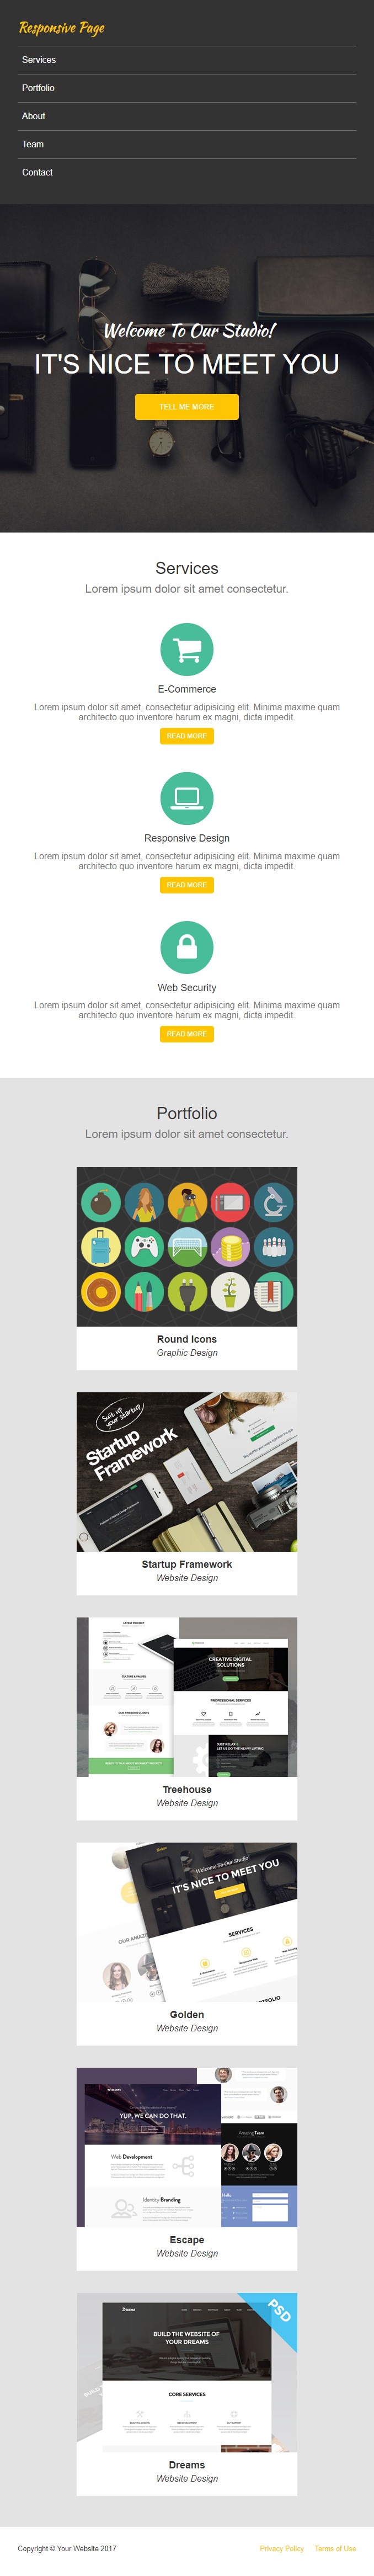 Responsive Page
Services
Portfolio
About
Team
Contact
Welcome To Our Studio!
IT'S NICE TO MEET YOU
TELL ME MORE
Services
Lorem ipsum dolor sit amet consectetur.
E-Commerce
Lorem ipsum dolor sit amet, consectetur adipisicing elit. Minima maxime quam
architecto quo inventore harum ex magni, dicta impedit.
READ MORE
Responsive Design
Lorem ipsum dolor sit amet, consectetur adipisicing elit. Minima maxime quam
architecto quo inventore harum ex magni, dicta impedit.
READ MORE
Web Security
Lorem ipsum dolor sit amet, consectetur adipisicing elit. Minima maxime quam
architecto quo inventore harum ex magni, dicta impedit.
READ MORE
Portfolio
Lorem ipsum dolor sit amet consectetur.
Round Icons
Graphic Design
Suit up
your startup
Startup
Framework
Startup Framework
Website Design
LATEST PROJECT
CULTURE & VALUES
OUR AWESOME CLIENTS
CREATIVE DIGITAL
SOLUTIONS
PROFESSIONAL SERVICES
Treehouse
Website Design
Welcome To Our Studio!
IT'S NICE TO MEET YOU
SERVICES
Golden
Website Design
YUP, WE CAN DO THAT.
Web Development
Identity Branding
Amazing Team
Hello
Escape
Website Design
Dreams
BUILD THE WEBSITE OF
YOUR DREAMS
CORE SERVICES
PSD
Dreams
Website Design
Copyright © Your Website 2017
Privacy Policy
Terms of Use